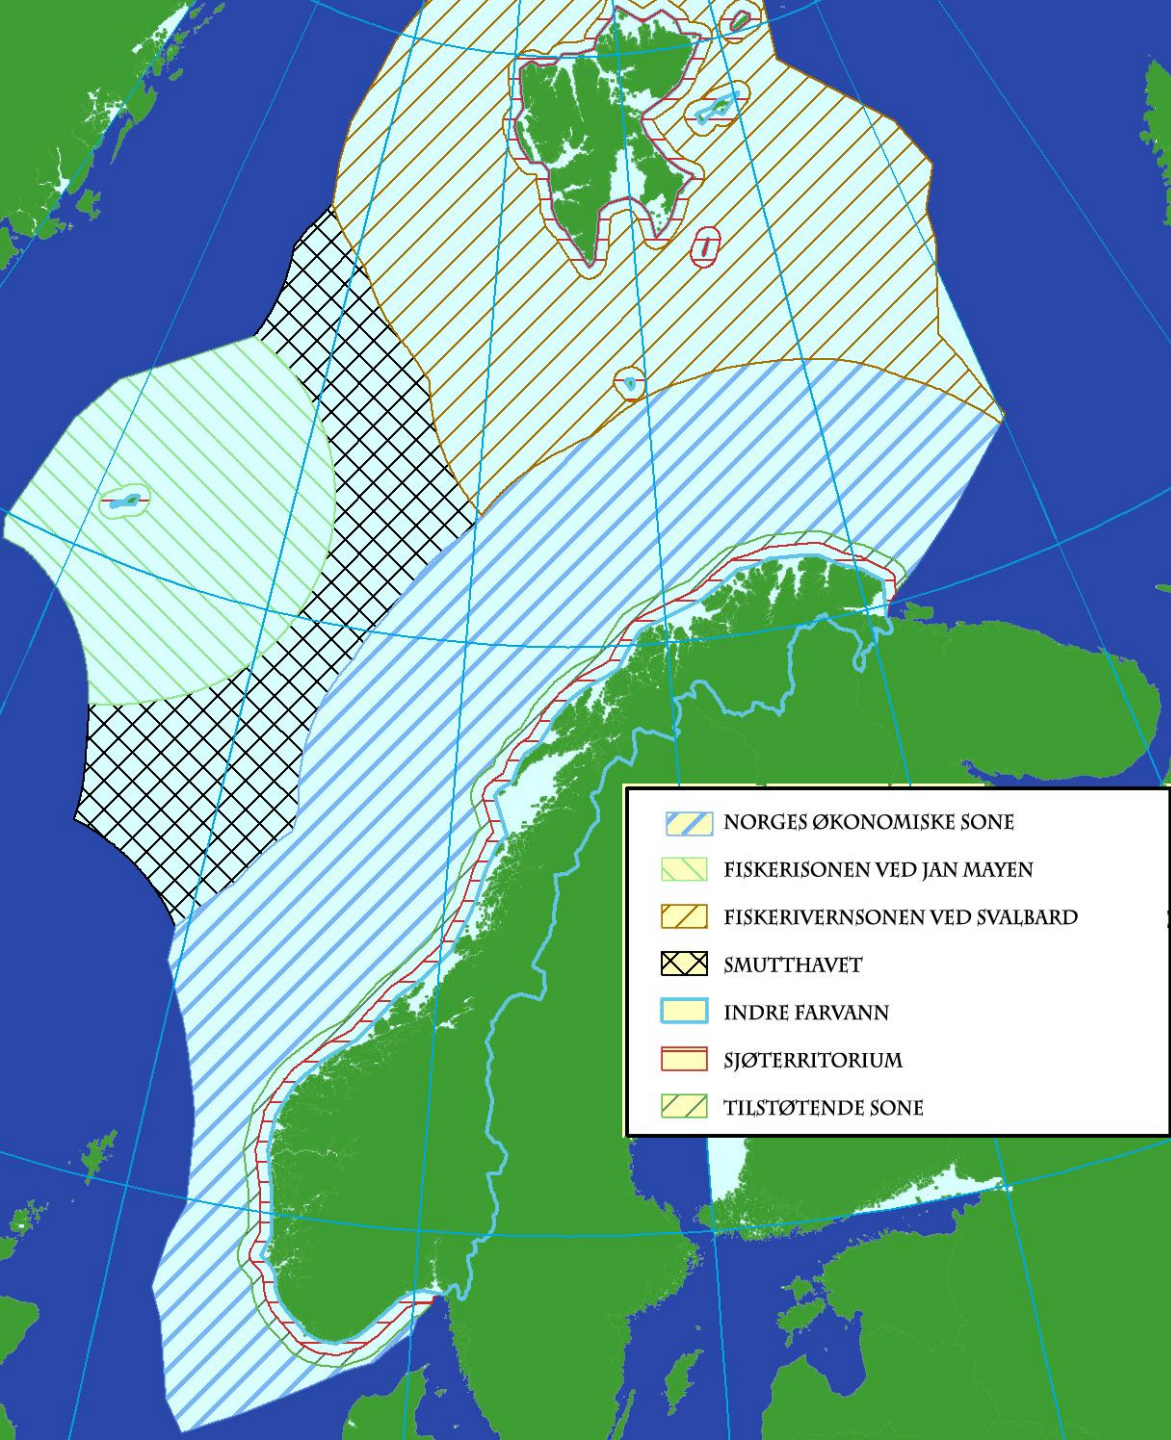 NORGES ØKONOMISKE SONE
FISKERISONEN VED JAN MAYEN
FISKERIVERNSONEN VED SVALBARD
SMUTTHAVET
INDRE FARVANN
SJØTERRITORIUM
TILSTØTENDE SONE